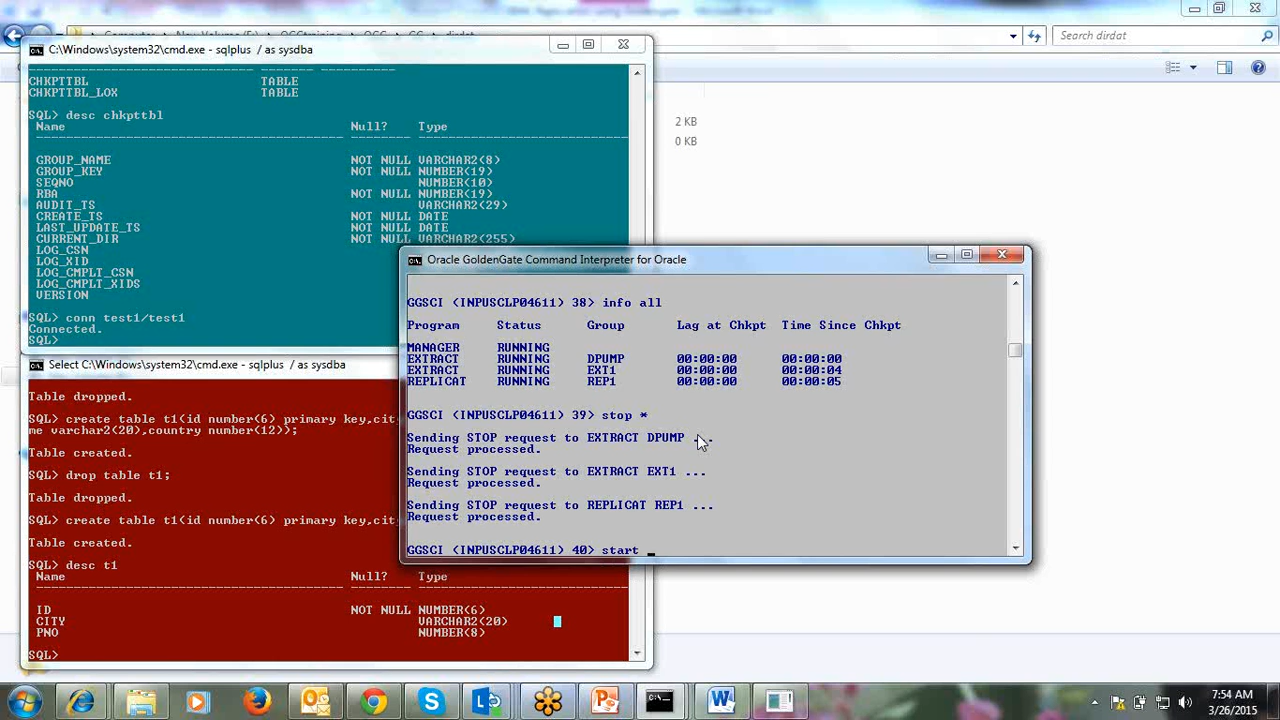 Search dirdat
C:\Windows\system32\cmd.exe - sqlplus / as sysdba
CHKPTTBL TABLE
CHKPTTBL_LOX TABLE
SQL> desc chkpttbl
Name Null? Type
GROUP_NAME NOT NULL VARCHAR2(8)
GROUP_KEY NOT NULL NUMBER(19)
SEQNO NUMBER(10)
RBA NOT NULL NUMBER(19)
AUDIT_TS VARCHAR2(29)
CREATE_TS NOT NULL DATE
LAST_UPDATE_TS NOT NULL DATE
CURRENT_DIR NOT NULL VARCHAR2(255)
LOG_CSN
LOG_XID
LOG_CMPLT_CSN
LOG_CMPLT_XIDS
VERSION
SQL> conn test1/test1
Connected.
SQL>
2 KB
0 KB
Oracle GoldenGate Command Interpreter for Oracle
GGSCI (INPUSCLP04611) 38> info all
Program Status Group Lag at Chkpt Time Since Chkpt
MANAGER RUNNING
EXTRACT RUNNING DPUMP 00:00:00 00:00:00
EXTRACT RUNNING EXT1 00:00:00 00:00:04
REPLICAT RUNNING REP1 00:00:00 00:00:05
GGSCI (INPUSCLP04611) 39> stop *
Sending STOP request to EXTRACT DPUMP ...
Request processed.
Sending STOP request to EXTRACT EXT1 ...
Request processed.
Sending STOP request to REPLICAT REP1 ...
Request processed.
GGSCI (INPUSCLP04611) 40> start _
Select C:\Windows\system32\cmd.exe - sqlplus / as sysdba
Table dropped.
SQL> create table t1(id number(6) primary key,city
me varchar2(20),country number(12));
Table created.
SQL> drop table t1;
Table dropped.
SQL> create table t1(id number(6) primary key,city
Table created.
SQL> desc t1
Name Null? Type
ID NOT NULL NUMBER(6)
CITY VARCHAR2(20)
PNO NUMBER(8)
SQL>
7:54 AM
3/26/2015